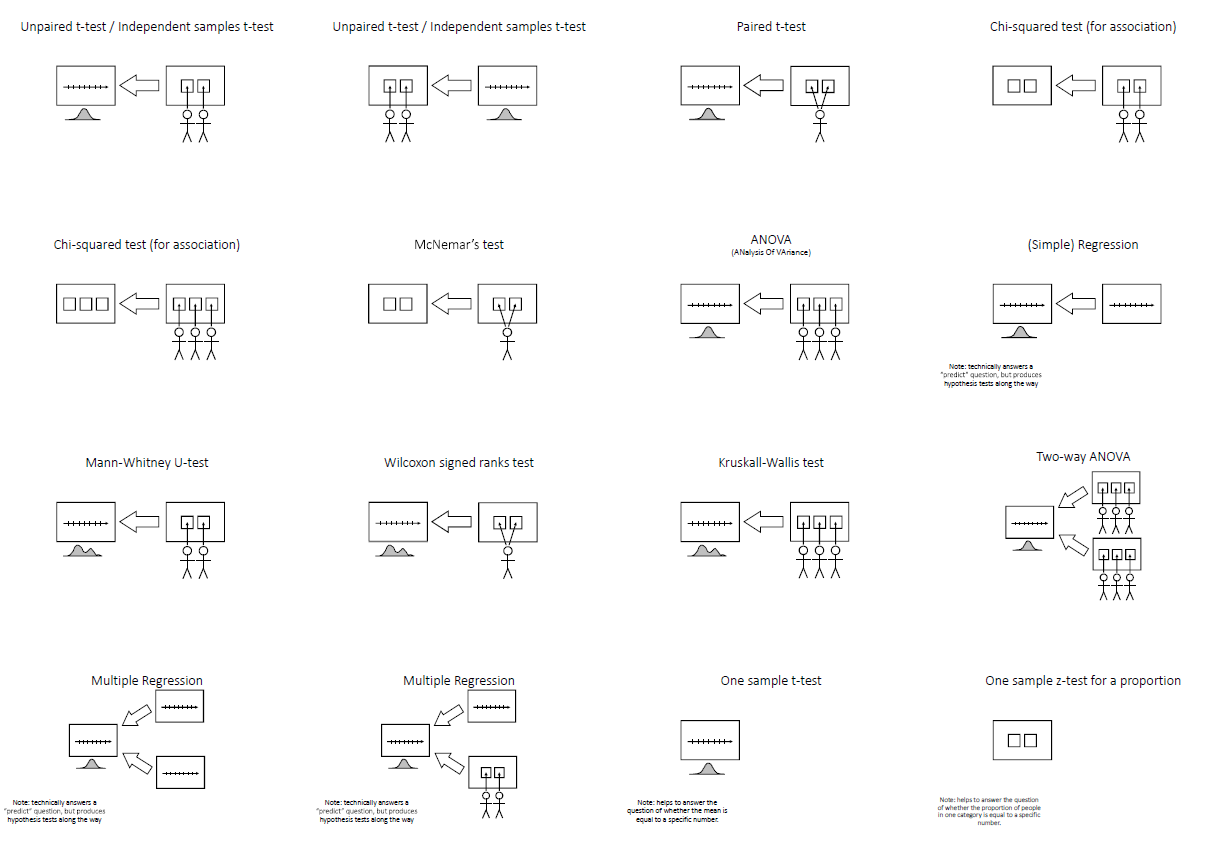 Unpaired t-test / Independent samples t-test
Unpaired t-test / Independent samples t-test
Paired t-test
Chi-squared test (for association)
Chi-squared test (for association)
McNemar's test
ANOVA
(ANalysis Of VAriance)
(Simple) Regression
Note: technically answers a
"predict" question, but produces
hypothesis tests along the way
Mann-Whitney U-test
Wilcoxon signed ranks test
Kruskall-Wallis test
Two-way ANOVA
Multiple Regression
Note: technically answers a
"predict" question, but produces
hypothesis tests along the way
Multiple Regression
Note: technically answers a
"predict" question, but produces
hypothesis tests along the way
One sample t-test
Note: helps to answer the
question of whether the mean is
equal to a specific number.
One sample z-test for a proportion
Note: helps to answer the question
of whether the proportion of people
in one category is equal to a specific
number.